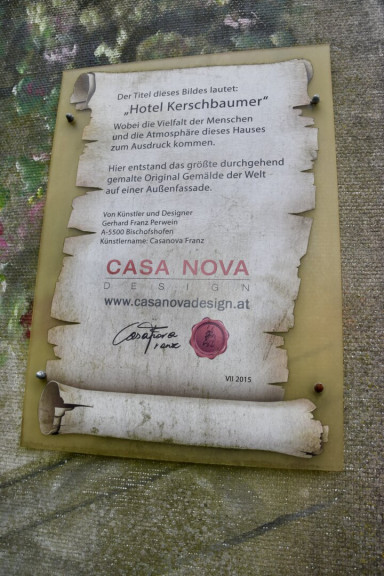 Der Titel dieses Bildes lautet:
„Hotel Kerschbaumer“
Wobei die Vielfalt der Menschen
und die Atmosphäre dieses Hauses
zum Ausdruck kommen.
Hier entstand das größte durchgehend
gemalte Original Gemälde der Welt
auf einer Außenfassade.
Von Künstler und Designer
Gerhard Franz Perwein
A-5500 Bischofshofen
Künstlername: Casanova Franz
CASA NOVA
DESIGN
www.casanovadesign.at
Casanova
Franz
VII 2015